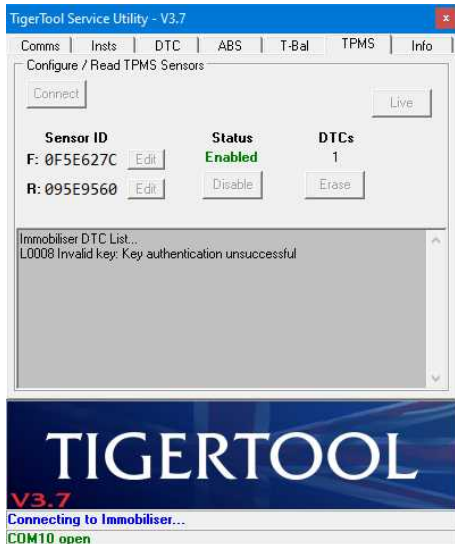 TigerTool Service Utility - V3.7
x
Comms Insts DTC ABS T-Bal TPMS Info
Configure / Read TPMS Sensors
Connect
Live
Sensor ID Status DTCs
F: 0F5E627C Edit Enabled 1
R: 095E9560 Edit Disable Erase
Immobiliser DTC List...
L0008 Invalid key: Key authentication unsuccessful
TIGERTOOL
V3.7
Connecting to Immobiliser...
COM10 open